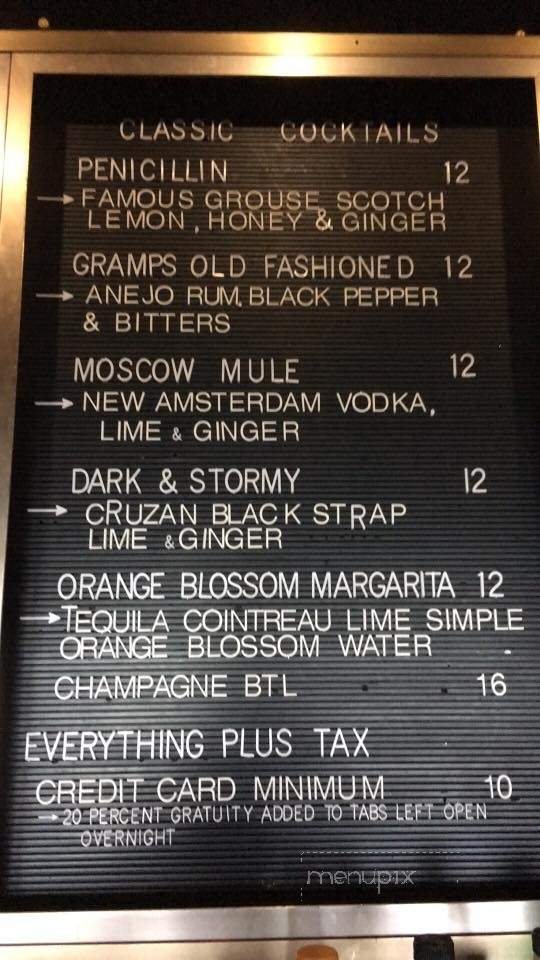 CLASSIC COCKTAILS
PENICILLIN 12
→ FAMOUS GROUSE SCOTCH
LEMON, HONEY & GINGER
GRAMPS OLD FASHIONED 12
→ ANEJO RUM, BLACK PEPPER
& BITTERS
MOSCOW MULE 12
→ NEW AMSTERDAM VODKA,
LIME & GINGER
DARK & STORMY 12
→ CRUZAN BLACK STRAP
LIME & GINGER
ORANGE BLOSSOM MARGARITA 12
→ TEQUILA COINTREAU LIME SIMPLE
ORANGE BLOSSOM WATER
CHAMPAGNE BTL 16
EVERYTHING PLUS TAX
CREDIT CARD MINIMUM 10
→ 20 PERCENT GRATUITY ADDED TO TABS LEFT OPEN
OVERNIGHT
menupix